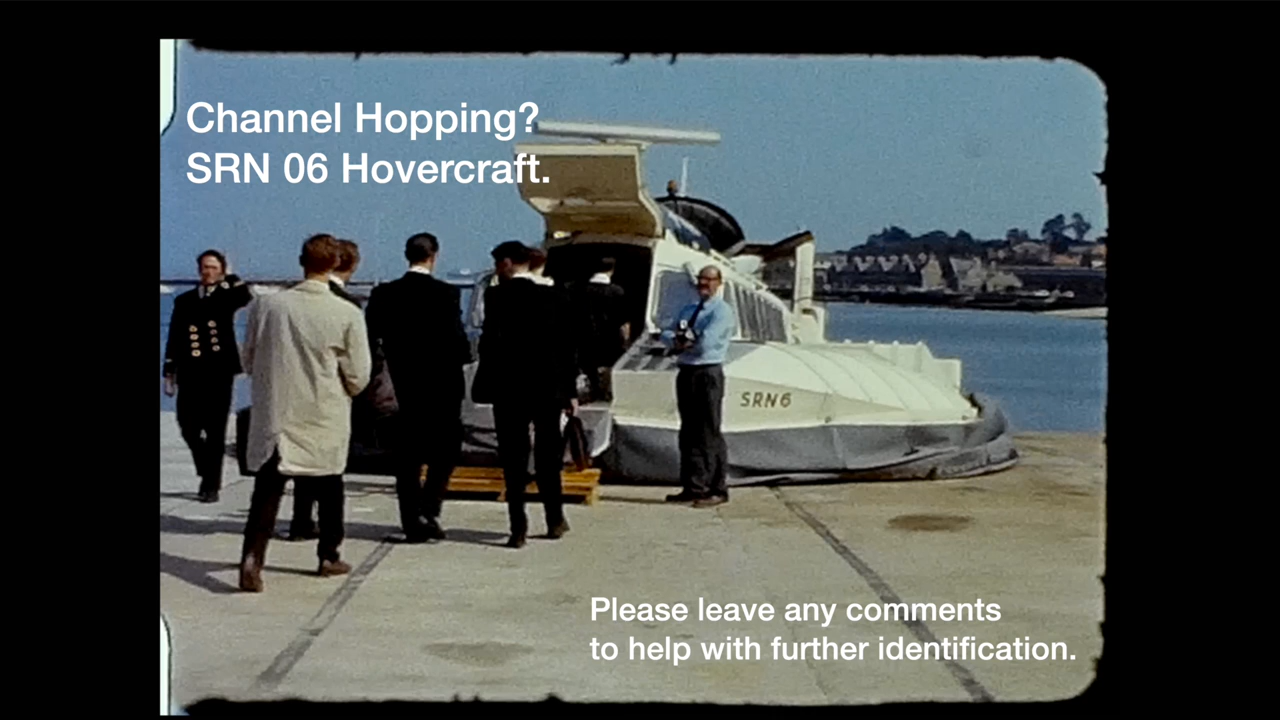 Channel Hopping?
SRN 06 Hovercraft.
SRN6
Please leave any comments
to help with further identification.